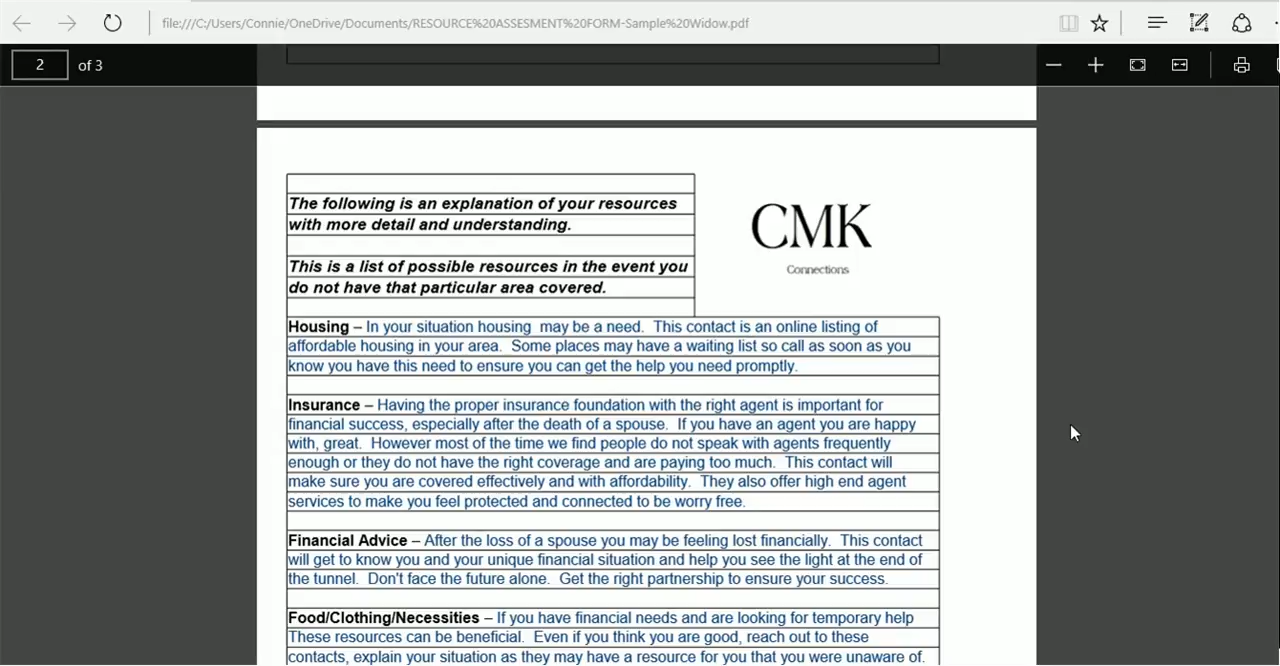 file:///C:/Users/Connie/OneDrive/Documents/RESOURCE%20ASSESMENT%20FORM-Sample%20Widow.pdf
2 of 3
The following is an explanation of your resources
with more detail and understanding.
This is a list of possible resources in the event you
do not have that particular area covered.
CMK
Connections
Housing – In your situation housing  may be a need.  This contact is an online listing of
affordable housing in your area.  Some places may have a waiting list so call as soon as you
know you have this need to ensure you can get the help you need promptly.
Insurance – Having the proper insurance foundation with the right agent is important for
financial success, especially after the death of a spouse.  If you have an agent you are happy
with, great.  However most of the time we find people do not speak with agents frequently
enough or they do not have the right coverage and are paying too much.  This contact will
make sure you are covered effectively and with affordability.  They also offer high end agent
services to make you feel protected and connected to be worry free.
Financial Advice – After the loss of a spouse you may be feeling lost financially.  This contact
will get to know you and your unique financial situation and help you see the light at the end of
the tunnel.  Don't face the future alone.  Get the right partnership to ensure your success.
Food/Clothing/Necessities – If you have financial needs and are looking for temporary help
These resources can be beneficial.  Even if you think you are good, reach out to these
contacts, explain your situation as they may have a resource for you that you were unaware of.